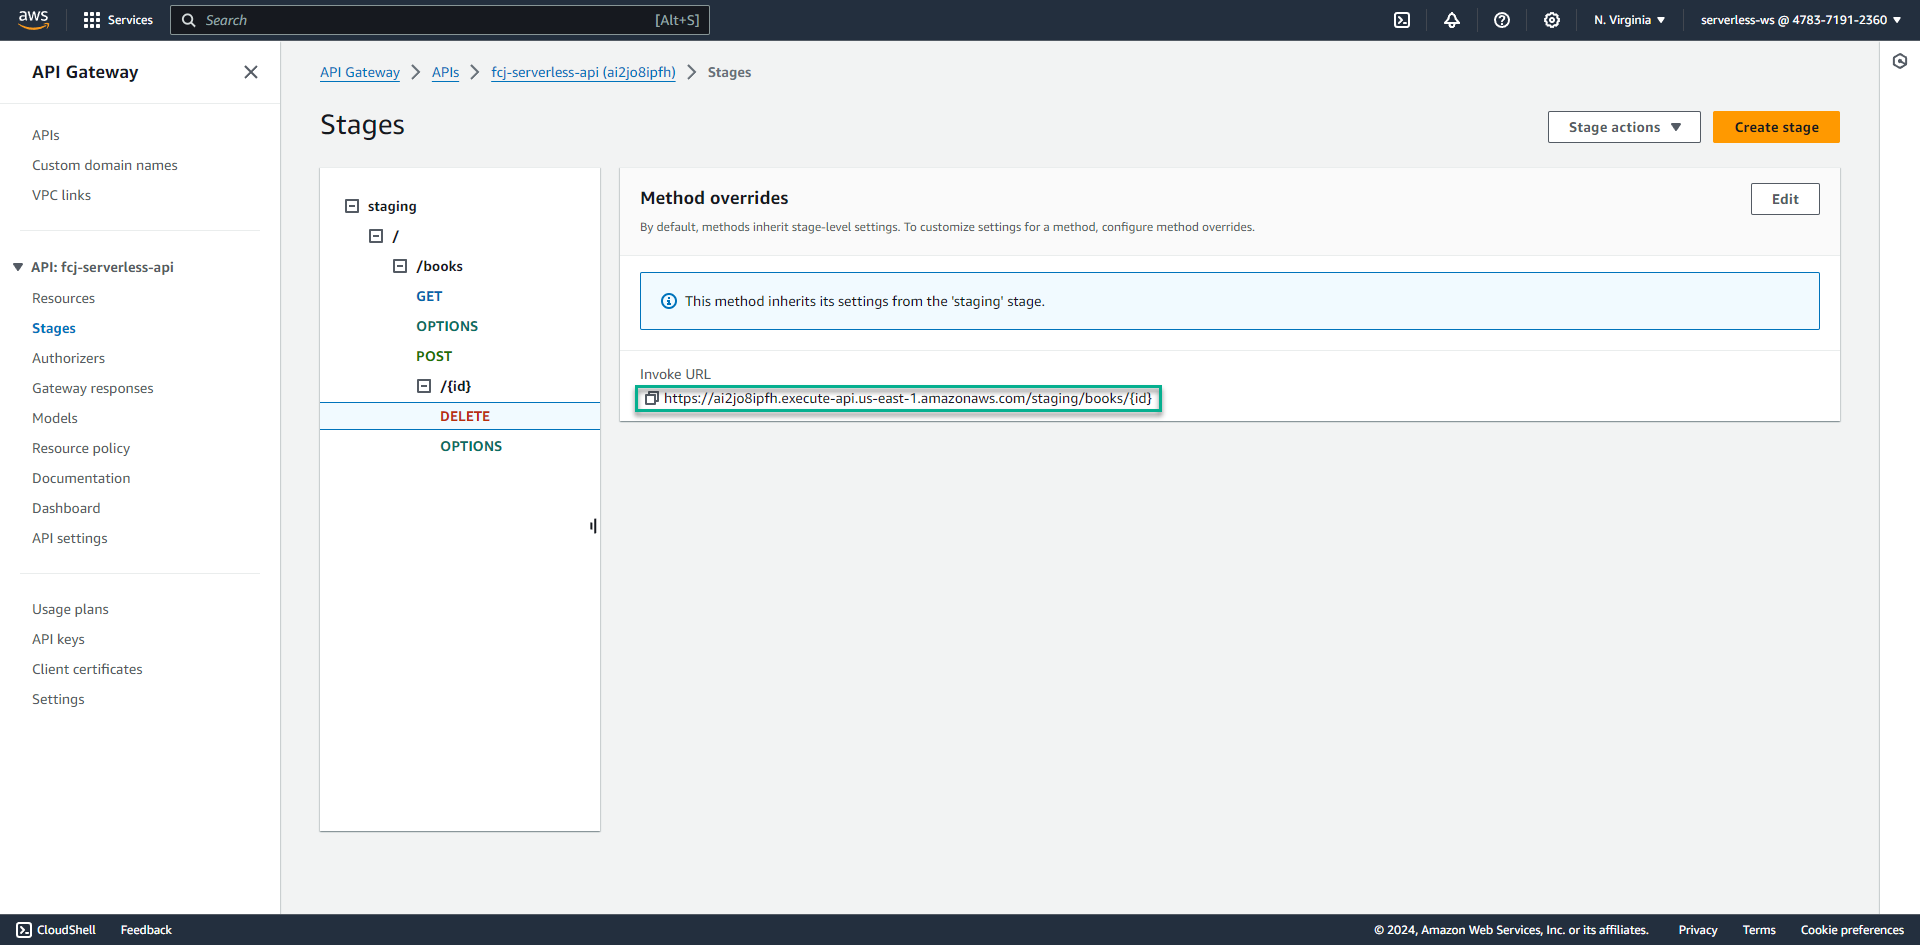 aws Services Search [Alt+S] N. Virginia serverless-ws @ 4783-7191-2360
API Gateway
APIs
Custom domain names
VPC links
API: fcj-serverless-api
Resources
Stages
Authorizers
Gateway responses
Models
Resource policy
Documentation
Dashboard
API settings
Usage plans
API keys
Client certificates
Settings
API Gateway APIs fcj-serverless-api (ai2jo8ipfh) Stages
Stages
Stage actions Create stage
staging
/
/books
GET
OPTIONS
POST
/{id}
DELETE
OPTIONS
Method overrides
Edit
By default, methods inherit stage-level settings. To customize settings for a method, configure method overrides.
This method inherits its settings from the 'staging' stage.
Invoke URL
https://ai2jo8ipfh.execute-api.us-east-1.amazonaws.com/staging/books/{id}
CloudShell Feedback © 2024, Amazon Web Services, Inc. or its affiliates. Privacy Terms Cookie preferences